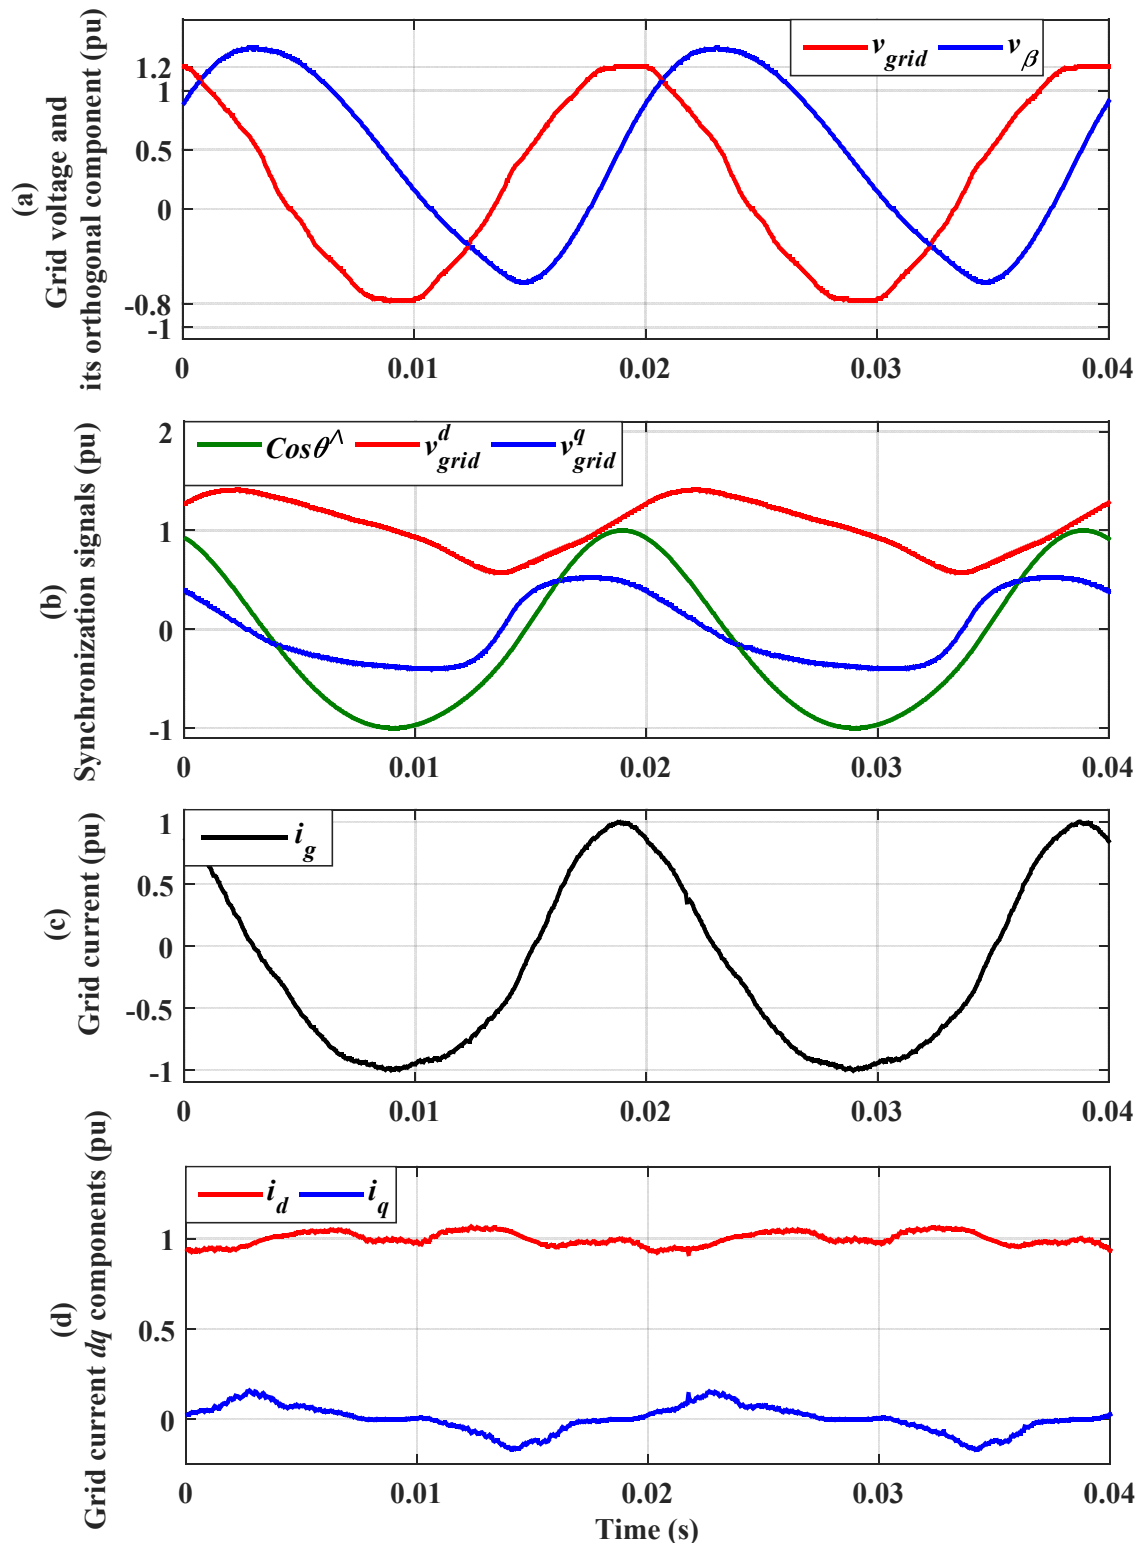 (a)
Grid voltage and
its orthogonal component (pu)
v_grid v_β
1.2
1
0.5
0
-0.8
-1
0 0.01 0.02 0.03 0.04
(b)
Synchronization signals (pu)
Cosθ^ v^d_grid v^q_grid
2
1
0
-1
0 0.01 0.02 0.03 0.04
(c)
Grid current (pu)
i_g
1
0.5
0
-0.5
-1
0 0.01 0.02 0.03 0.04
(d)
Grid current dq components (pu)
i_d i_q
1
0.5
0
0 0.01 0.02 0.03 0.04
Time (s)